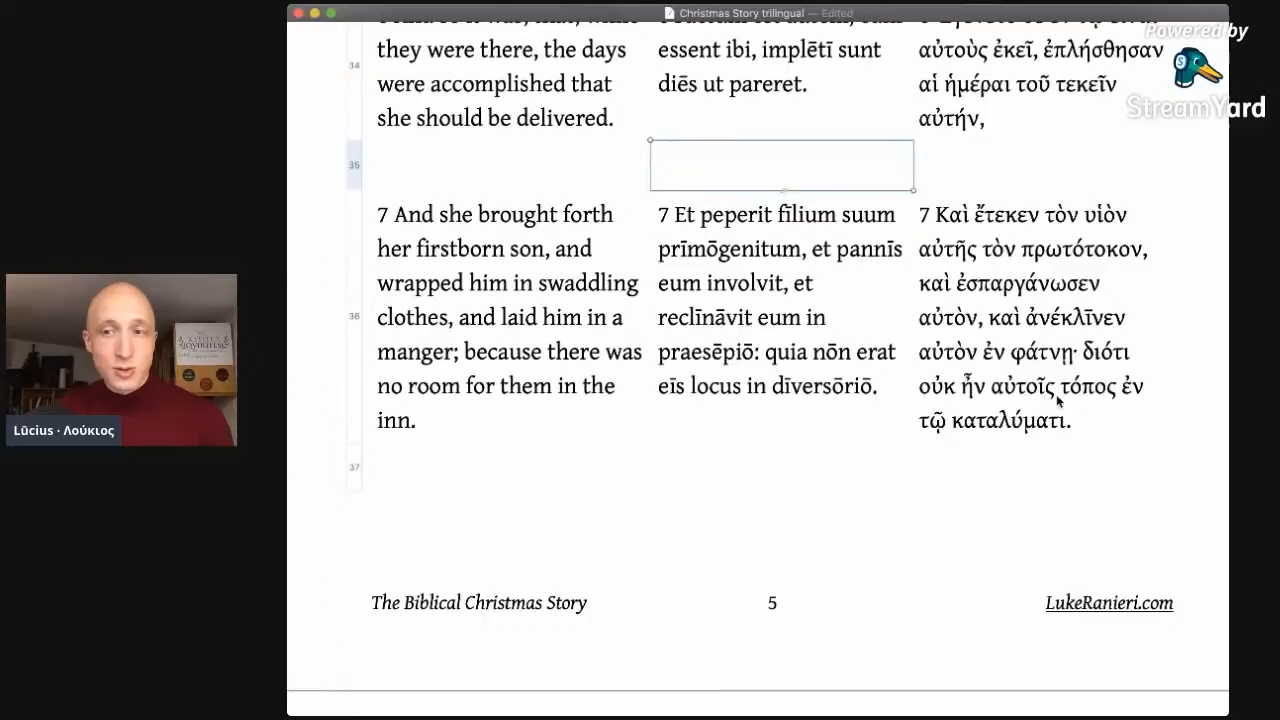 Christmas Story trilingual — Edited
Powered by
StreamYard
34
they were there, the days
were accomplished that
she should be delivered.
essent ibi, implētī sunt
diēs ut pareret.
αὐτοὺς ἐκεῖ, ἐπλήσθησαν
αἱ ἡμέραι τοῦ τεκεῖν
αὐτήν,
35
36
7 And she brought forth
her firstborn son, and
wrapped him in swaddling
clothes, and laid him in a
manger; because there was
no room for them in the
inn.
7 Et peperit fīlium suum
prīmōgenitum, et pannīs
eum involvit, et
reclīnāvit eum in
praesēpiō: quia nōn erat
eīs locus in dīversōriō.
7 Καὶ ἔτεκεν τὸν υἱὸν
αὐτῆς τὸν πρωτότοκον,
καὶ ἐσπαργάνωσεν
αὐτὸν, καὶ ἀνέκλῑνεν
αὐτὸν ἐν φάτνῃ· διότι
οὐκ ἦν αὐτοῖς τόπος ἐν
τῷ καταλύματι.
37
The Biblical Christmas Story
5
LukeRanieri.com
Lūcius · Λούκιος